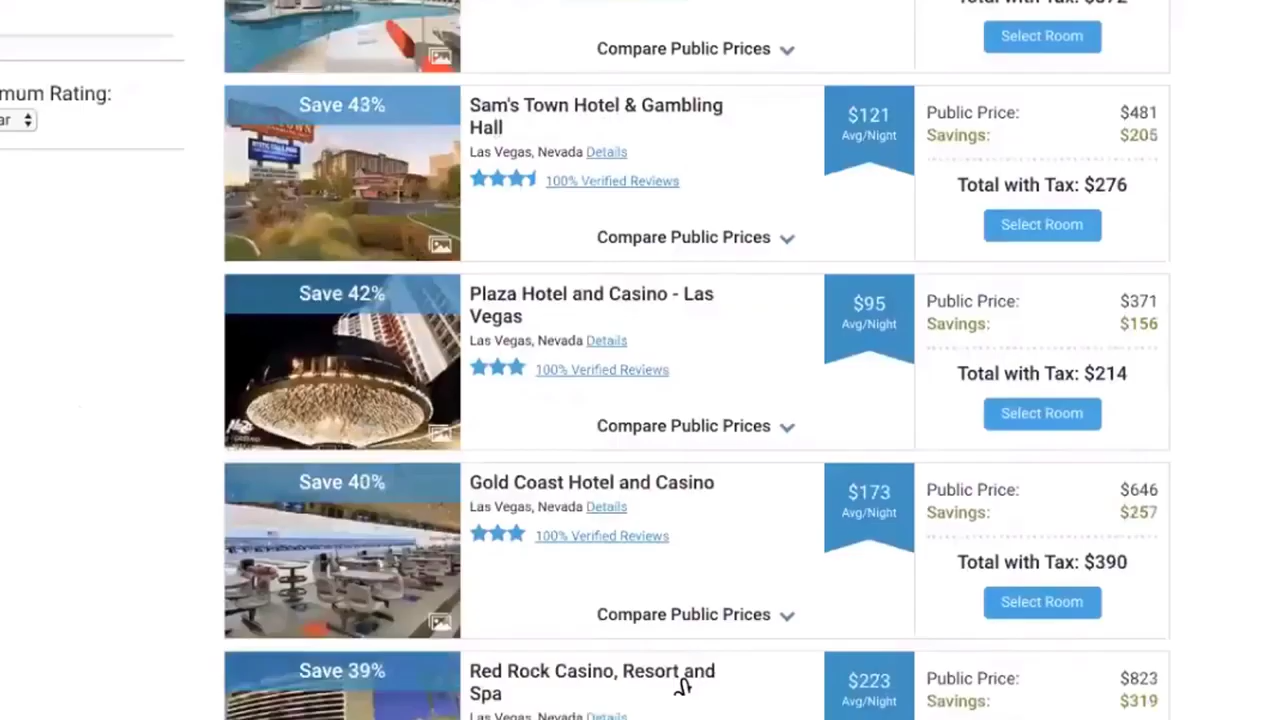 Compare Public Prices
Select Room
mum Rating:
ar
Save 43%
Sam's Town Hotel & Gambling
Hall
Las Vegas, Nevada Details
100% Verified Reviews
Compare Public Prices
$121
Avg/Night
Public Price: $481
Savings: $205
Total with Tax: $276
Select Room
Save 42%
Plaza Hotel and Casino - Las
Vegas
Las Vegas, Nevada Details
100% Verified Reviews
Compare Public Prices
$95
Avg/Night
Public Price: $371
Savings: $156
Total with Tax: $214
Select Room
Save 40%
Gold Coast Hotel and Casino
Las Vegas, Nevada Details
100% Verified Reviews
Compare Public Prices
$173
Avg/Night
Public Price: $646
Savings: $257
Total with Tax: $390
Select Room
Save 39%
Red Rock Casino, Resort and
Spa
Las Vegas, Nevada Details
$223
Avg/Night
Public Price: $823
Savings: $319